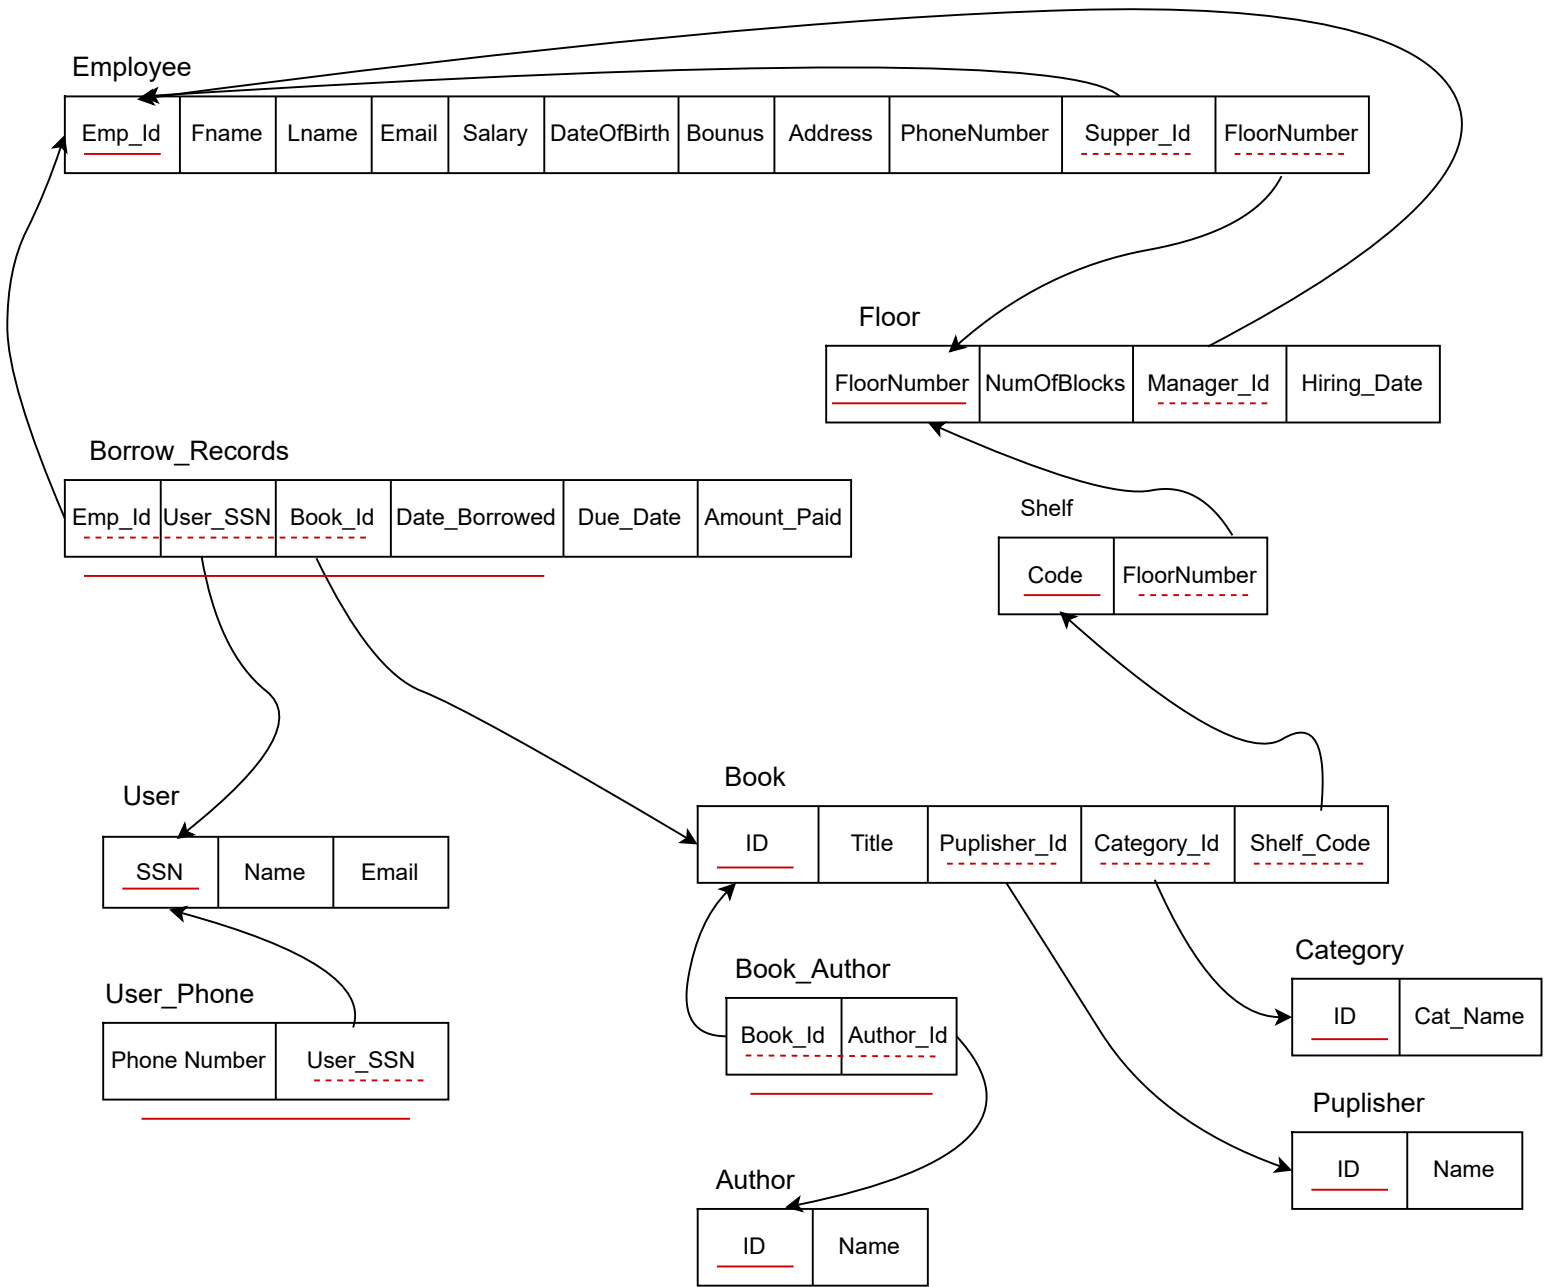 Employee
Emp_Id Fname Lname Email Salary DateOfBirth Bounus Address PhoneNumber Supper_Id FloorNumber
Floor
FloorNumber NumOfBlocks Manager_Id Hiring_Date
Borrow_Records
Emp_Id User_SSN Book_Id Date_Borrowed Due_Date Amount_Paid
Shelf
Code FloorNumber
User
SSN Name Email
Book
ID Title Puplisher_Id Category_Id Shelf_Code
User_Phone
Phone Number User_SSN
Book_Author
Book_Id Author_Id
Category
ID Cat_Name
Puplisher
ID Name
Author
ID Name